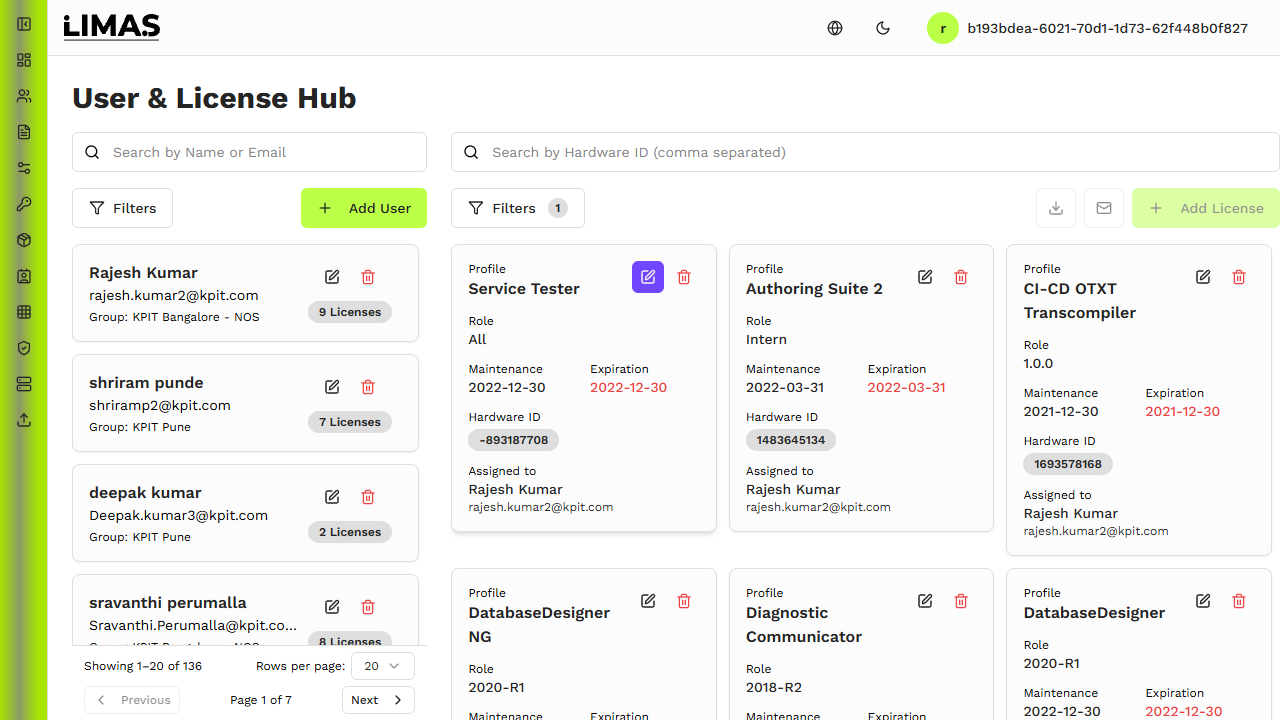 LIMAS
r
b193bdea-6021-70d1-1d73-62f448b0f827
User & License Hub
Search by Name or Email
Filters
Add User
Rajesh Kumar
rajesh.kumar2@kpit.com
Group: KPIT Bangalore - NOS
9 Licenses
shriram punde
shriramp2@kpit.com
Group: KPIT Pune
7 Licenses
deepak kumar
Deepak.kumar3@kpit.com
Group: KPIT Pune
2 Licenses
sravanthi perumalla
Sravanthi.Perumalla@kpit.co...
8 Licenses
Showing 1–20 of 136
Rows per page:
20
Previous
Page 1 of 7
Next
Search by Hardware ID (comma separated)
Filters 1
Add License
Profile
Service Tester
Role
All
Maintenance Expiration
2022-12-30 2022-12-30
Hardware ID
-893187708
Assigned to
Rajesh Kumar
rajesh.kumar2@kpit.com
Profile
Authoring Suite 2
Role
Intern
Maintenance Expiration
2022-03-31 2022-03-31
Hardware ID
1483645134
Assigned to
Rajesh Kumar
rajesh.kumar2@kpit.com
Profile
CI-CD OTXT
Transcompiler
Role
1.0.0
Maintenance Expiration
2021-12-30 2021-12-30
Hardware ID
1693578168
Assigned to
Rajesh Kumar
rajesh.kumar2@kpit.com
Profile
DatabaseDesigner
NG
Role
2020-R1
Maintenance Expiration
Profile
Diagnostic
Communicator
Role
2018-R2
Maintenance Expiration
Profile
DatabaseDesigner
Role
2020-R1
Maintenance Expiration
2022-12-30 2022-12-30